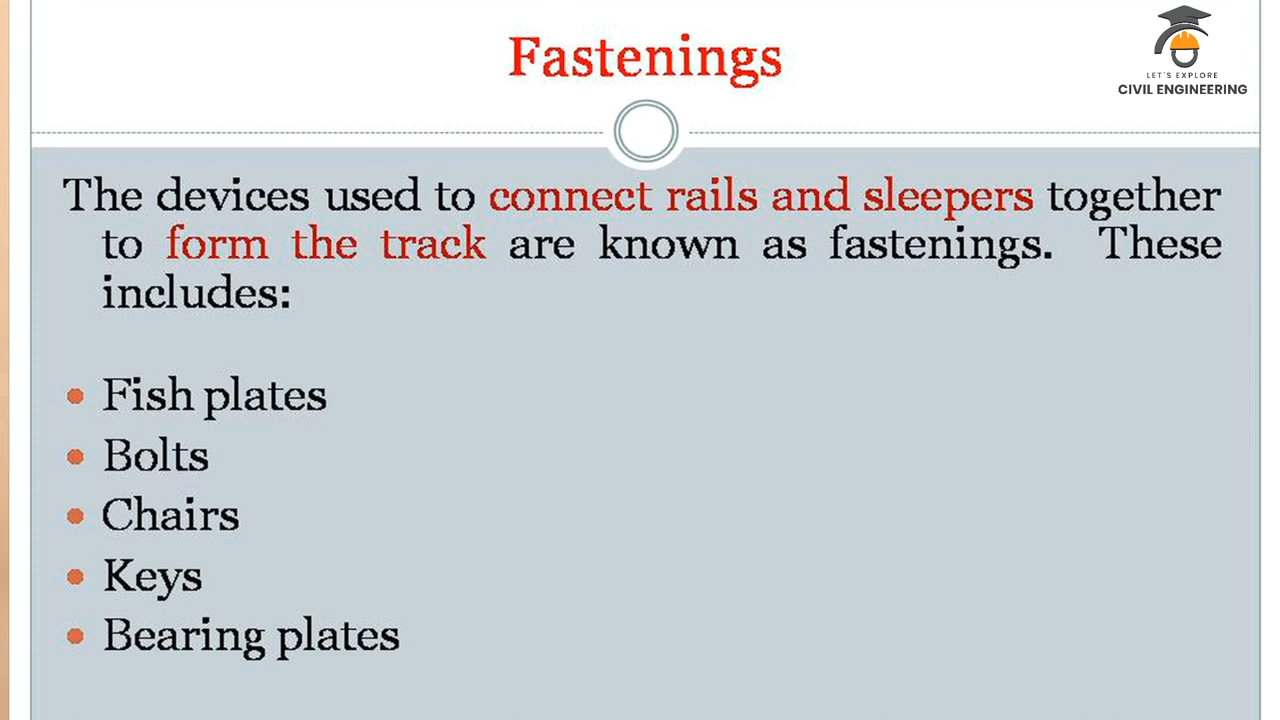 Fastenings
LET'S EXPLORE
CIVIL ENGINEERING
The devices used to connect rails and sleepers together
to form the track are known as fastenings. These
includes:
• Fish plates
• Bolts
• Chairs
• Keys
• Bearing plates